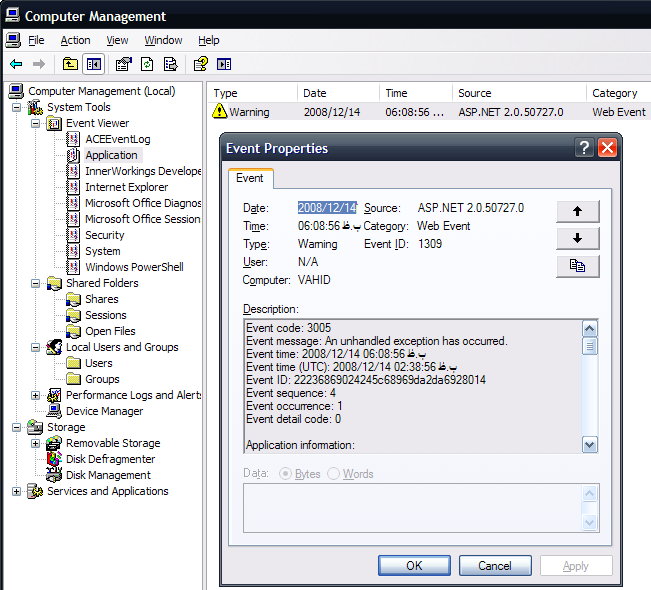 Computer Management
File Action View Window Help
Type Date Time Source Category
Warning 2008/12/14 06:08:56 ... ASP.NET 2.0.50727.0 Web Event
Computer Management (Local)
System Tools
Event Viewer
ACEEventLog
Application
InnerWorkings Develope
Internet Explorer
Microsoft Office Diagnos
Microsoft Office Session
Security
System
Windows PowerShell
Shared Folders
Shares
Sessions
Open Files
Local Users and Groups
Users
Groups
Performance Logs and Alerts
Device Manager
Storage
Removable Storage
Disk Defragmenter
Disk Management
Services and Applications
Event Properties
Event
Date: 2008/12/14 Source: ASP.NET 2.0.50727.0
Time: 06:08:56 ب.ظ Category: Web Event
Type: Warning Event ID: 1309
User: N/A
Computer: VAHID
Description:
Event code: 3005
Event message: An unhandled exception has occurred.
Event time: 2008/12/14 06:08:56 ب.ظ
Event time (UTC): 2008/12/14 02:38:56 ب.ظ
Event ID: 22236869024245c68969da2da6928014
Event sequence: 4
Event occurrence: 1
Event detail code: 0
Application information:
Data: Bytes Words
OK Cancel Apply